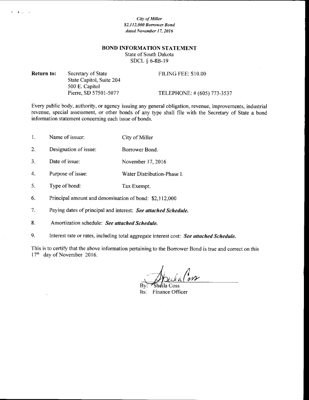 City of Miller
$2,112,000 Borrower Bond
dated November 17, 2016
BOND INFORMATION STATEMENT
State of South Dakota
SDCL § 6-8B-19
Return to: Secretary of State FILING FEE: $10.00
State Capitol, Suite 204
500 E. Capitol
Pierre, SD 57501-5077 TELEPHONE: # (605) 773-3537
Every public body, authority, or agency issuing any general obligation, revenue, improvements, industrial
revenue, special assessment, or other bonds of any type shall file with the Secretary of State a bond
information statement concerning each issue of bonds.
1. Name of issuer: City of Miller
2. Designation of issue: Borrower Bond.
3. Date of issue: November 17, 2016
4. Purpose of issue: Water Distribution-Phase I.
5. Type of bond: Tax Exempt.
6. Principal amount and denomination of bond: $2,112,000
7. Paying dates of principal and interest: See attached Schedule.
8. Amortization schedule: See attached Schedule.
9. Interest rate or rates, including total aggregate interest cost: See attached Schedule.
This is to certify that the above information pertaining to the Borrower Bond is true and correct on this
17th day of November 2016.
Sheila Coss
By: Sheila Coss
Its: Finance Officer